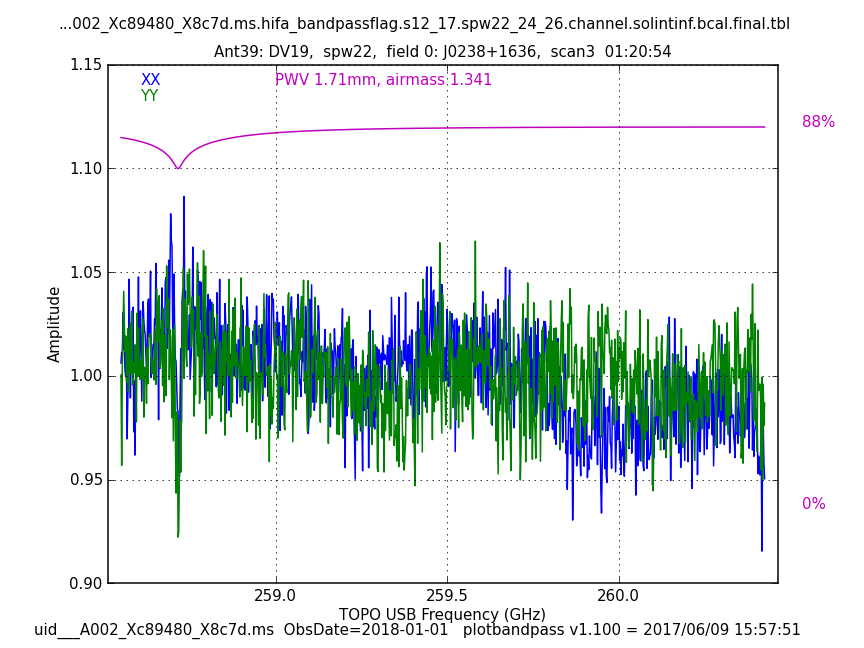 ...002_Xc89480_X8c7d.ms.hifa_bandpassflag.s12_17.spw22_24_26.channel.solintinf.bcal.final.tbl
Ant39: DV19,  spw22,  field 0: J0238+1636,  scan3  01:20:54
XX
YY
PWV 1.71mm, airmass 1.341
88%
0%
1.15
1.10
1.05
1.00
0.95
0.90
Amplitude
259.0
259.5
260.0
TOPO USB Frequency (GHz)
uid___A002_Xc89480_X8c7d.ms  ObsDate=2018-01-01   plotbandpass v1.100 = 2017/06/09 15:57:51